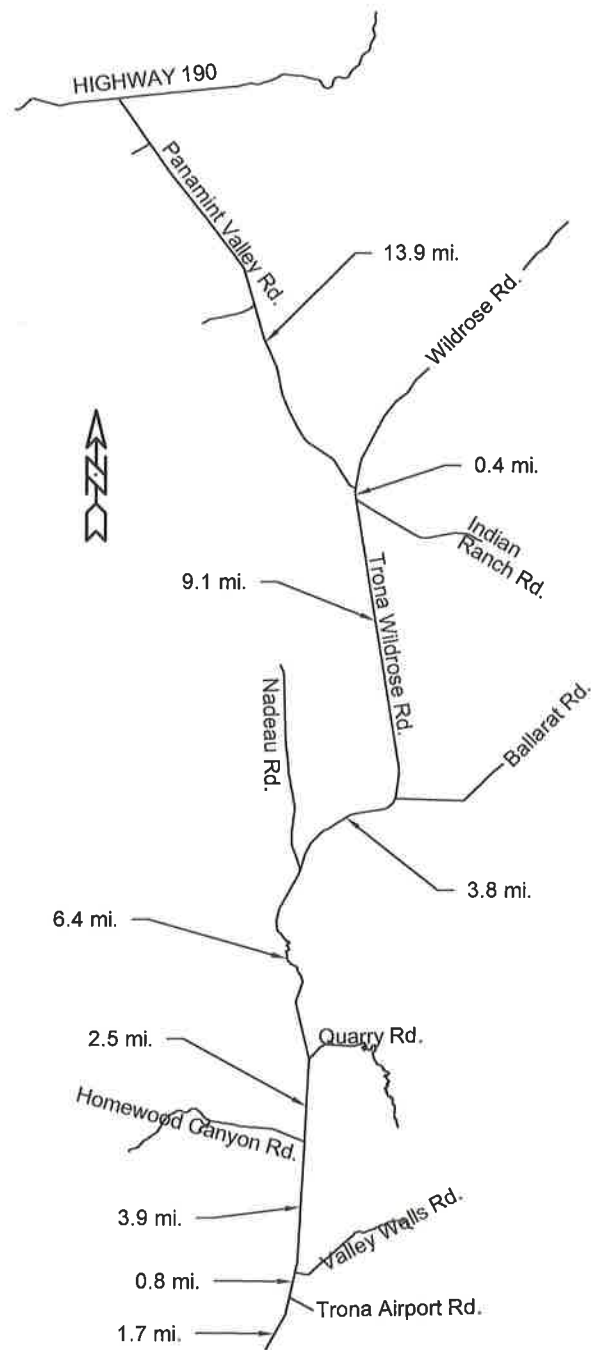 HIGHWAY 190
Panamint Valley Rd.
13.9 mi.
Wildrose Rd.
0.4 mi.
N
Indian
Ranch Rd.
9.1 mi.
Trona Wildrose Rd.
Nadeau Rd.
Ballarat Rd.
3.8 mi.
6.4 mi.
Quarry Rd.
2.5 mi.
Homewood Canyon Rd.
3.9 mi.
Valley Wells Rd.
0.8 mi.
Trona Airport Rd.
1.7 mi.